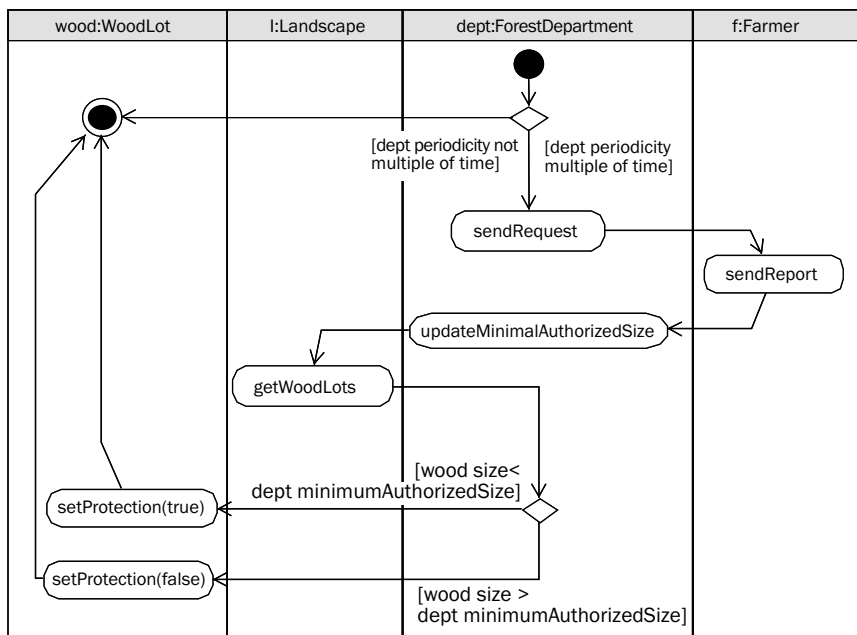 wood:WoodLot
l:Landscape
dept:ForestDepartment
f:Farmer
[dept periodicity not
multiple of time]
[dept periodicity
multiple of time]
sendRequest
sendReport
updateMinimalAuthorizedSize
getWoodLots
[wood size<
dept minimumAuthorizedSize]
setProtection(true)
setProtection(false)
[wood size >
dept minimumAuthorizedSize]